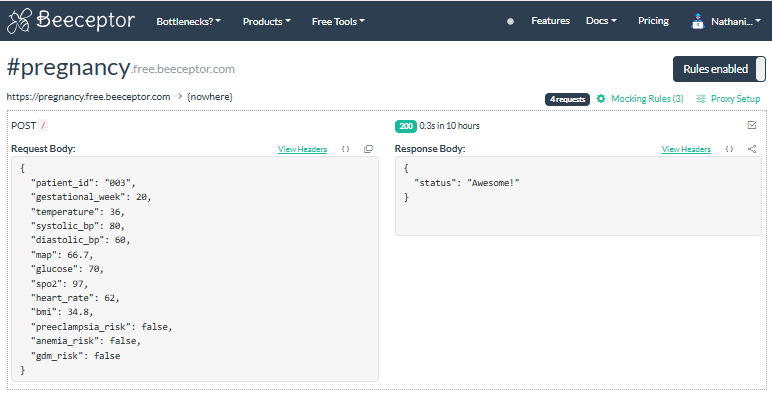 Beeceptor Bottlenecks? Products Free Tools Features Docs Pricing Nathani...
#pregnancy.free.beeceptor.com Rules enabled
https://pregnancy.free.beeceptor.com → {nowhere} 4 requests Mocking Rules (3) Proxy Setup
POST / 200 0.3s in 10 hours
Request Body: View Headers { }
{
"patient_id": "003",
"gestational_week": 20,
"temperature": 36,
"systolic_bp": 80,
"diastolic_bp": 60,
"map": 66.7,
"glucose": 70,
"spo2": 97,
"heart_rate": 62,
"bmi": 34.8,
"preeclampsia_risk": false,
"anemia_risk": false,
"gdm_risk": false
}
Response Body: View Headers { }
{
"status": "Awesome!"
}